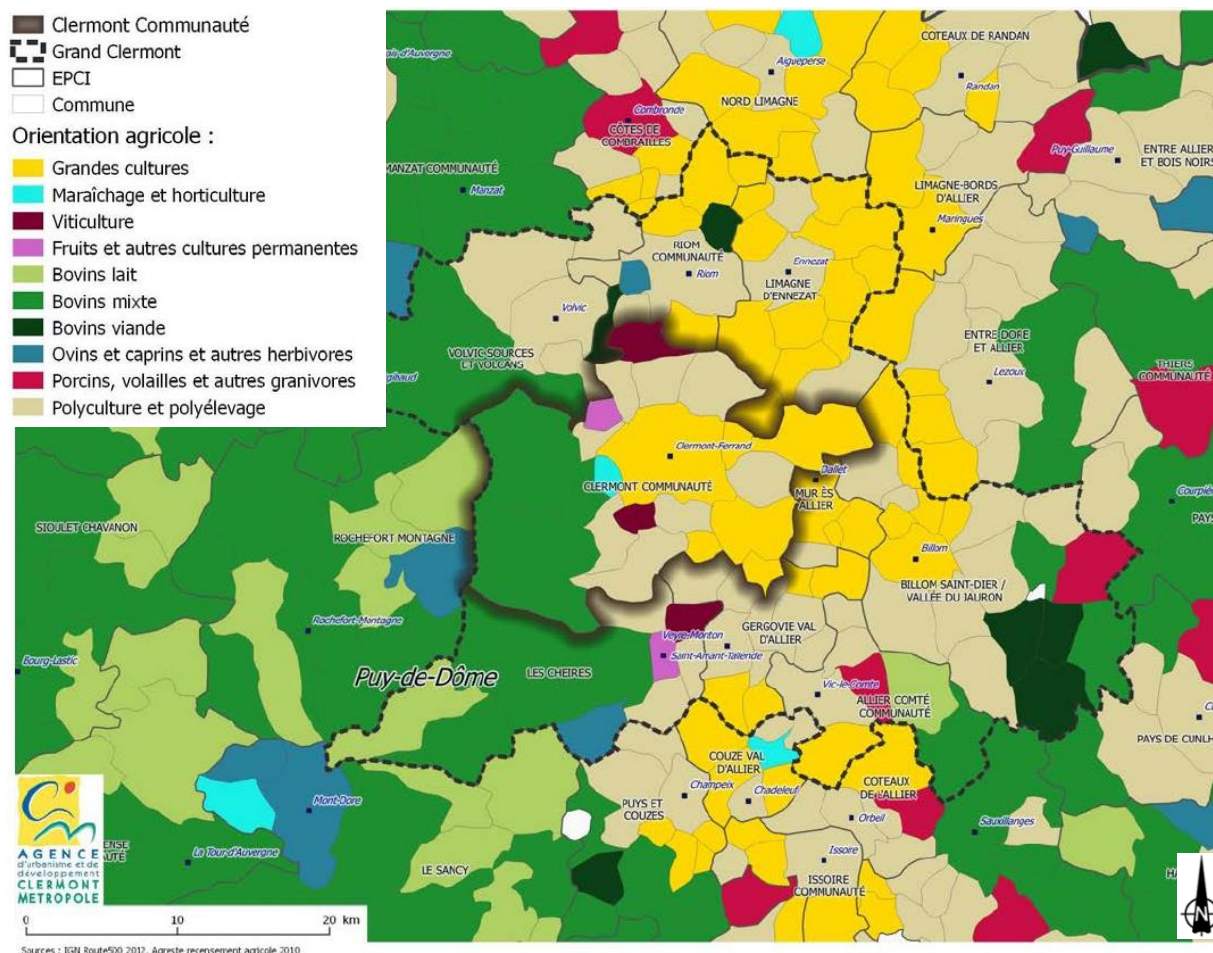 Clermont Communauté
Grand Clermont
EPCI
Commune
Orientation agricole :
Grandes cultures
Maraîchage et horticulture
Viticulture
Fruits et autres cultures permanentes
Bovins lait
Bovins mixte
Bovins viande
Ovins et caprins et autres herbivores
Porcins, volailles et autres granivores
Polyculture et polyélevage
COTEAUX DE RANDAN
Aigueperse
Randan
NORD LIMAGNE
Combronde
CÔTES DE
COMBRAILLES
Puy-Guillaume
ENTRE ALLIER
ET BOIS NOIRS
MANZAT COMMUNAUTÉ
Manzat
LIMAGNE-BORDS
D'ALLIER
Maringues
RIOM
COMMUNAUTÉ
Riom
Ennezat
LIMAGNE
D'ENNEZAT
Volvic
VOLVIC SOURCES
ET VOLCANS
ENTRE DORE
ET ALLIER
Lezoux
THIERS
COMMUNAUTÉ
Clermont-Ferrand
CLERMONT COMMUNAUTÉ
Dallet
MUR ÈS
ALLIER
SIOULET CHAVANON
ROCHEFORT MONTAGNE
Billom
BILLOM SAINT-DIER /
VALLÉE DU JAURON
Rochefort-Montagne
GERGOVIE VAL
D'ALLIER
Veyre-Monton
Saint-Amant-Tallende
Bourg-Lastic
Puy-de-Dôme
LES CHEIRES
Vic-le-Comte
ALLIER COMTÉ
COMMUNAUTÉ
COUZE VAL
D'ALLIER
COTEAUX
DE L'ALLIER
Mont-Dore
PUYS ET
COUZES
Champeix
Chadeleuf
Orbeil
Sauxillanges
La Tour d'Auvergne
LE SANCY
Issoire
ISSOIRE
COMMUNAUTÉ
AGENCE
d'urbanisme et de
développement
CLERMONT
METROPOLE
0 10 20 km
N
Sources : IGN Route500 2012, Agreste recensement agricole 2010